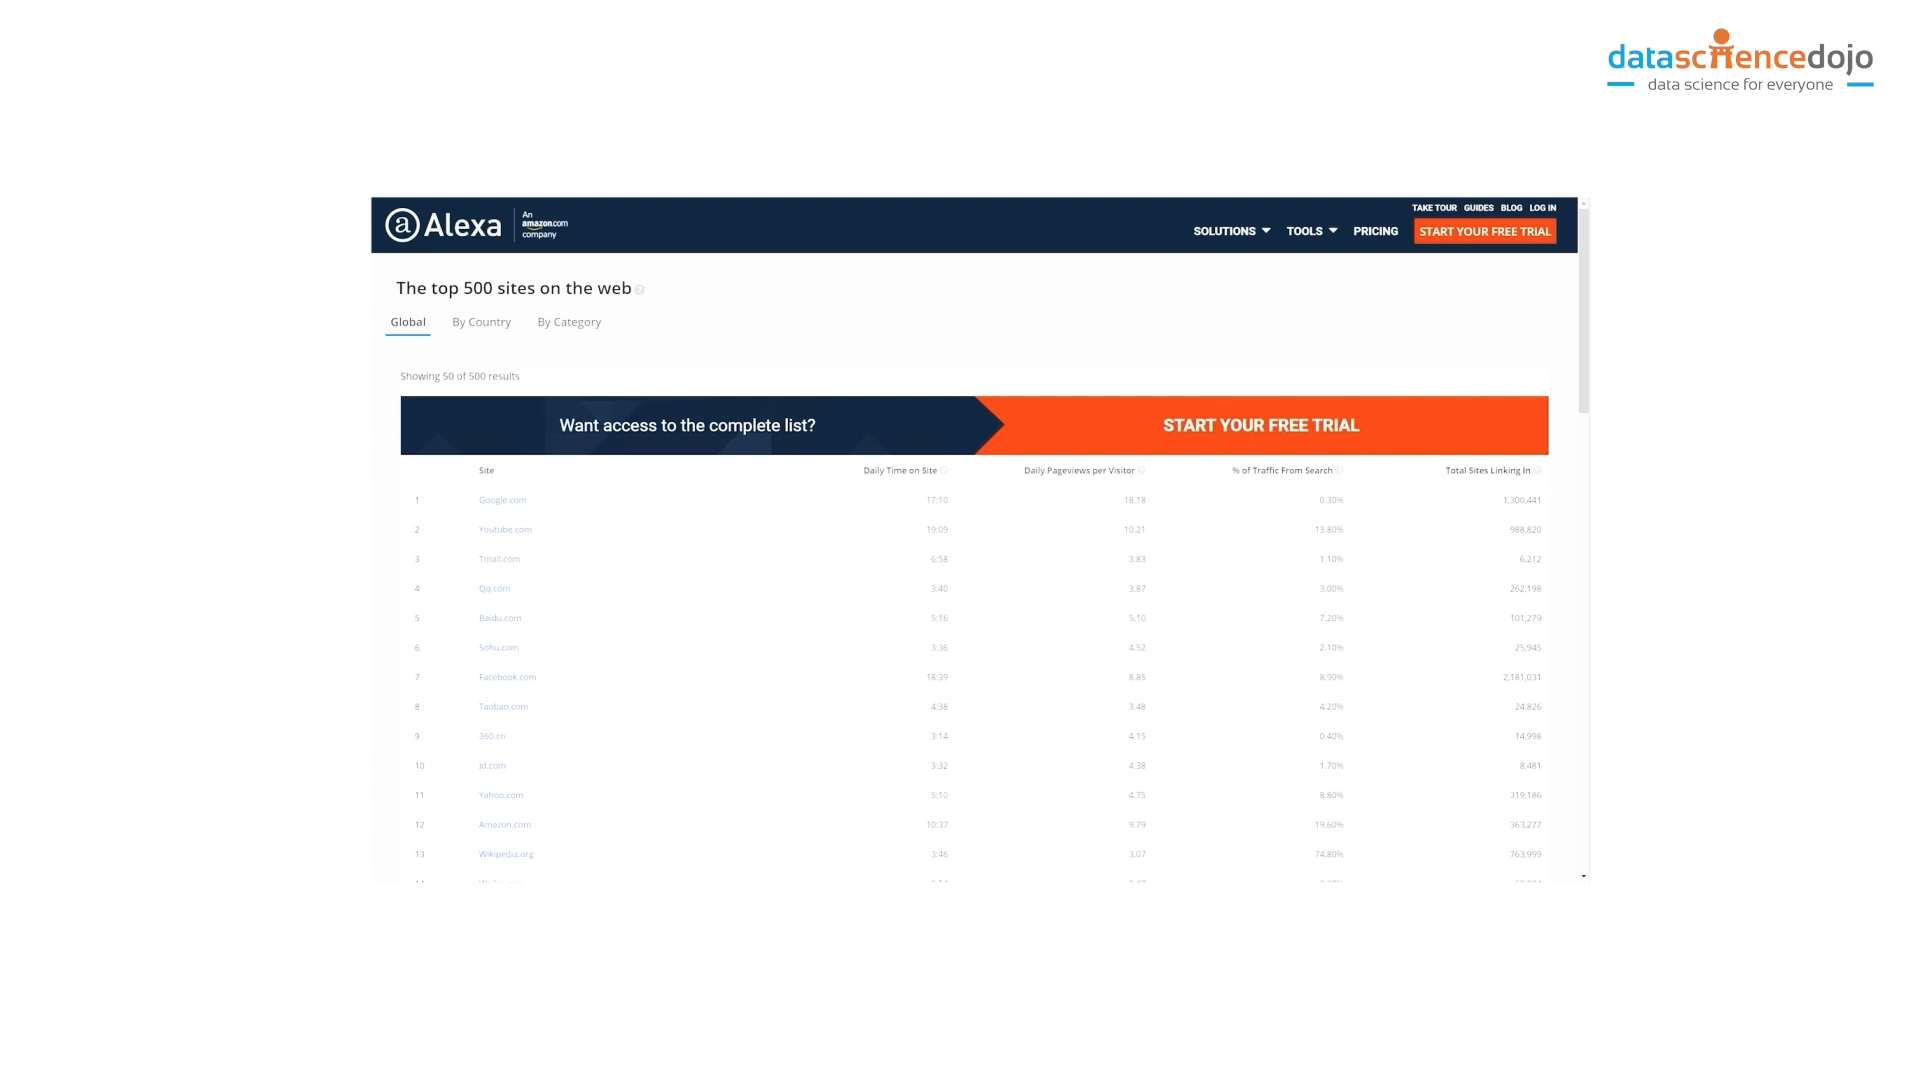 datasciencedojo
data science for everyone
TAKE TOUR GUIDES BLOG LOG IN
a Alexa An amazon.com company
SOLUTIONS TOOLS PRICING START YOUR FREE TRIAL
The top 500 sites on the web ?
Global By Country By Category
Showing 50 of 500 results
Want access to the complete list? START YOUR FREE TRIAL
Site Daily Time on Site Daily Pageviews per Visitor % of Traffic From Search Total Sites Linking In
1 Google.com 17:10 18.18 0.30% 1,300,441
2 Youtube.com 19:09 10.21 13.80% 988,820
3 Tmall.com 6:58 3.83 1.10% 6,212
4 Qq.com 3:40 3.87 3.00% 262,198
5 Baidu.com 5:16 5.10 7.20% 101,279
6 Sohu.com 3:36 4.52 2.10% 25,945
7 Facebook.com 18:39 8.85 8.90% 2,181,031
8 Taobao.com 4:38 3.48 4.20% 24,826
9 360.cn 3:14 4.15 0.40% 14,998
10 Jd.com 3:32 4.38 1.70% 8,481
11 Yahoo.com 5:10 4.75 8.80% 319,186
12 Amazon.com 10:37 9.79 19.60% 363,277
13 Wikipedia.org 3:46 3.07 74.80% 763,999